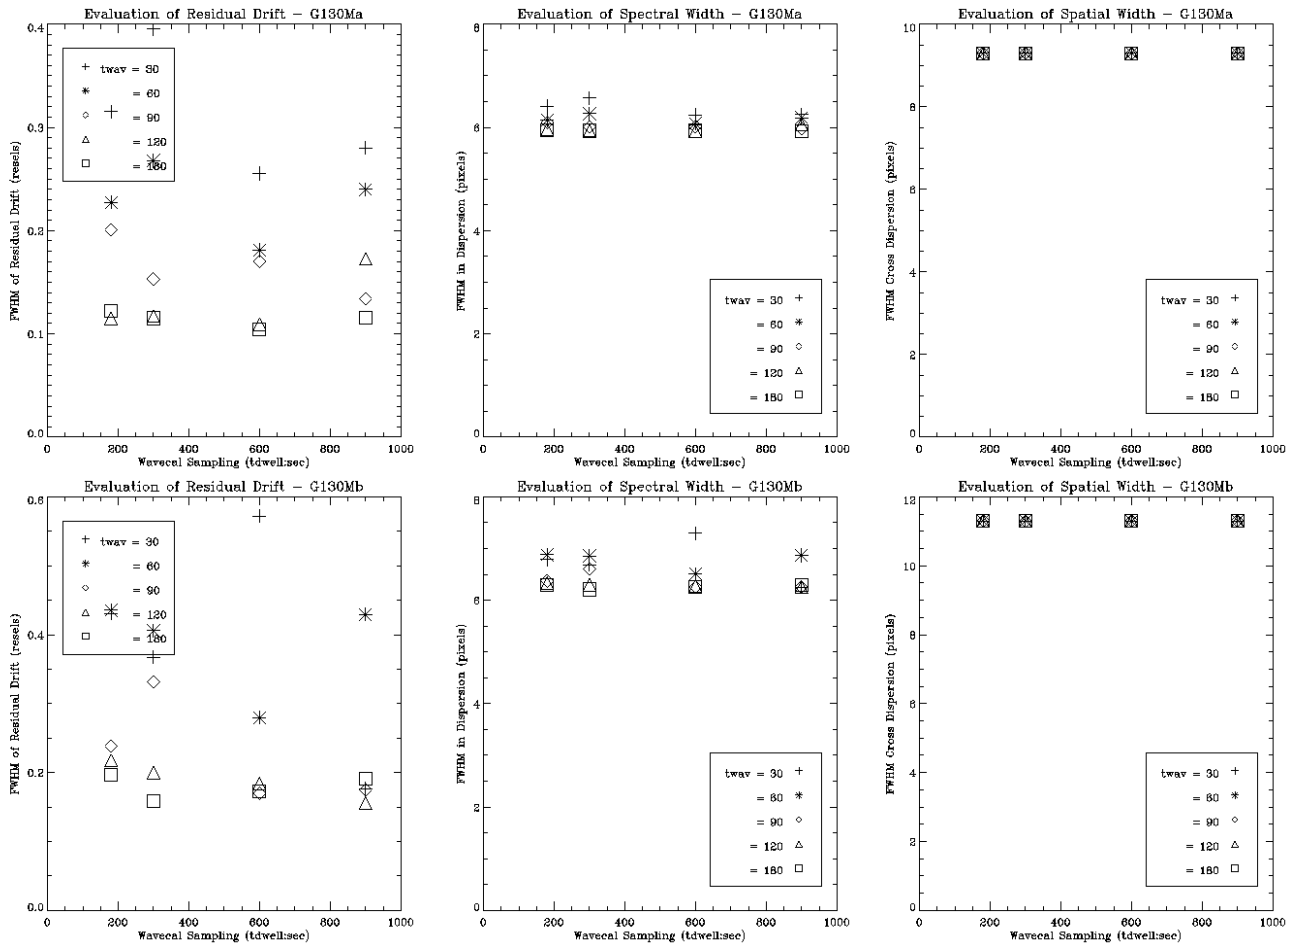 Evaluation of Residual Drift – G130Ma
0.4
0.3
0.2
0.1
0.0
FWHM of Residual Drift (resels)
twav = 30
= 60
= 90
= 120
= 180
0 200 400 600 800 1000
Wavecal Sampling (tdwell:sec)
Evaluation of Spectral Width – G130Ma
8
6
4
2
0
FWHM in Dispersion (pixels)
twav = 30
= 60
= 90
= 120
= 180
0 200 400 600 800 1000
Wavecal Sampling (tdwell:sec)
Evaluation of Spatial Width – G130Ma
10
8
6
4
2
0
FWHM Cross Dispersion (pixels)
twav = 30
= 60
= 90
= 120
= 180
0 200 400 600 800 1000
Wavecal Sampling (tdwell:sec)
Evaluation of Residual Drift – G130Mb
0.6
0.4
0.2
0.0
FWHM of Residual Drift (resels)
twav = 30
= 60
= 90
= 120
= 180
0 200 400 600 800 1000
Wavecal Sampling (tdwell:sec)
Evaluation of Spectral Width – G130Mb
8
6
4
2
0
FWHM in Dispersion (pixels)
twav = 30
= 60
= 90
= 120
= 180
0 200 400 600 800 1000
Wavecal Sampling (tdwell:sec)
Evaluation of Spatial Width – G130Mb
12
10
8
6
4
2
0
FWHM Cross Dispersion (pixels)
twav = 30
= 60
= 90
= 120
= 180
0 200 400 600 800 1000
Wavecal Sampling (tdwell:sec)